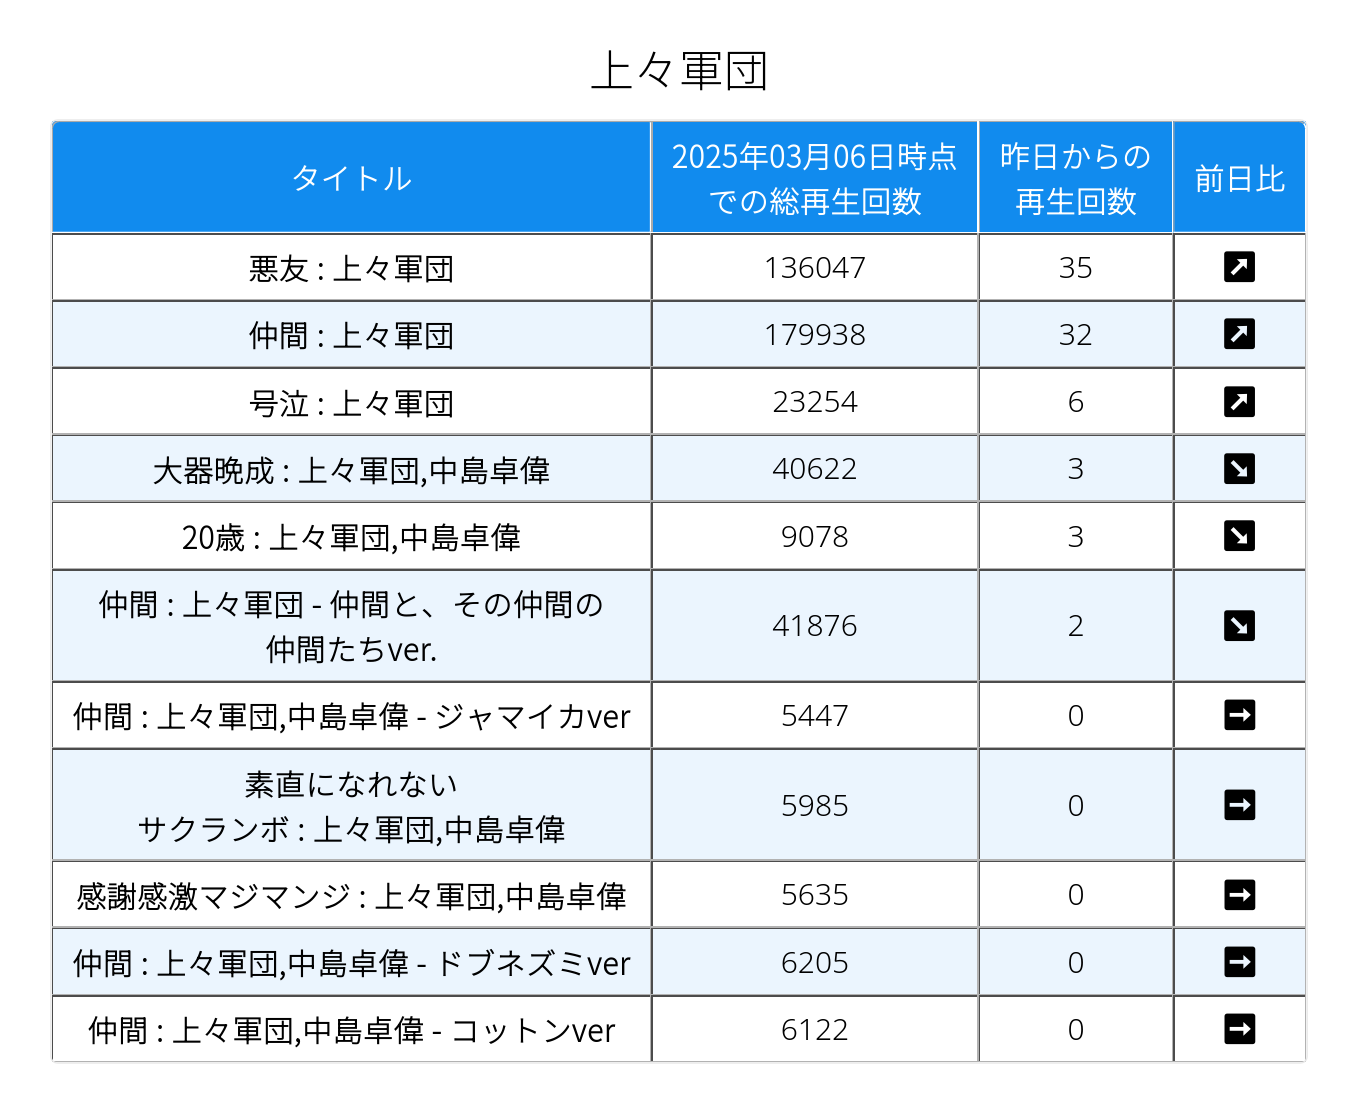 上々軍団
タイトル
2025年03月06日時点
での総再生回数
昨日からの
再生回数
前日比
悪友 : 上々軍団
136047
35
仲間 : 上々軍団
179938
32
号泣 : 上々軍団
23254
6
大器晩成 : 上々軍団,中島卓偉
40622
3
20歳 : 上々軍団,中島卓偉
9078
3
仲間 : 上々軍団 - 仲間と、その仲間の
仲間たちver.
41876
2
仲間 : 上々軍団,中島卓偉 - ジャマイカver
5447
0
素直になれない
サクランボ : 上々軍団,中島卓偉
5985
0
感謝感激マジマンジ : 上々軍団,中島卓偉
5635
0
仲間 : 上々軍団,中島卓偉 - ドブネズミver
6205
0
仲間 : 上々軍団,中島卓偉 - コットンver
6122
0